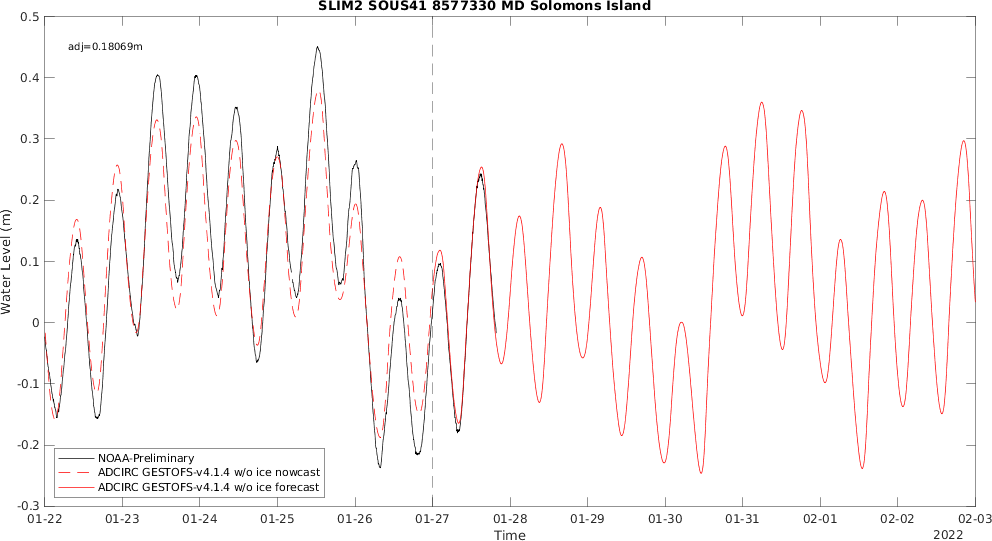 SLIM2 SOUS41 8577330 MD Solomons Island
adj=0.18069m
Water Level (m)
0.5
0.4
0.3
0.2
0.1
0
-0.1
-0.2
-0.3
NOAA-Preliminary
ADCIRC GESTOFS-v4.1.4 w/o ice nowcast
ADCIRC GESTOFS-v4.1.4 w/o ice forecast
01-22 01-23 01-24 01-25 01-26 01-27 01-28 01-29 01-30 01-31 02-01 02-02 02-03
Time
2022